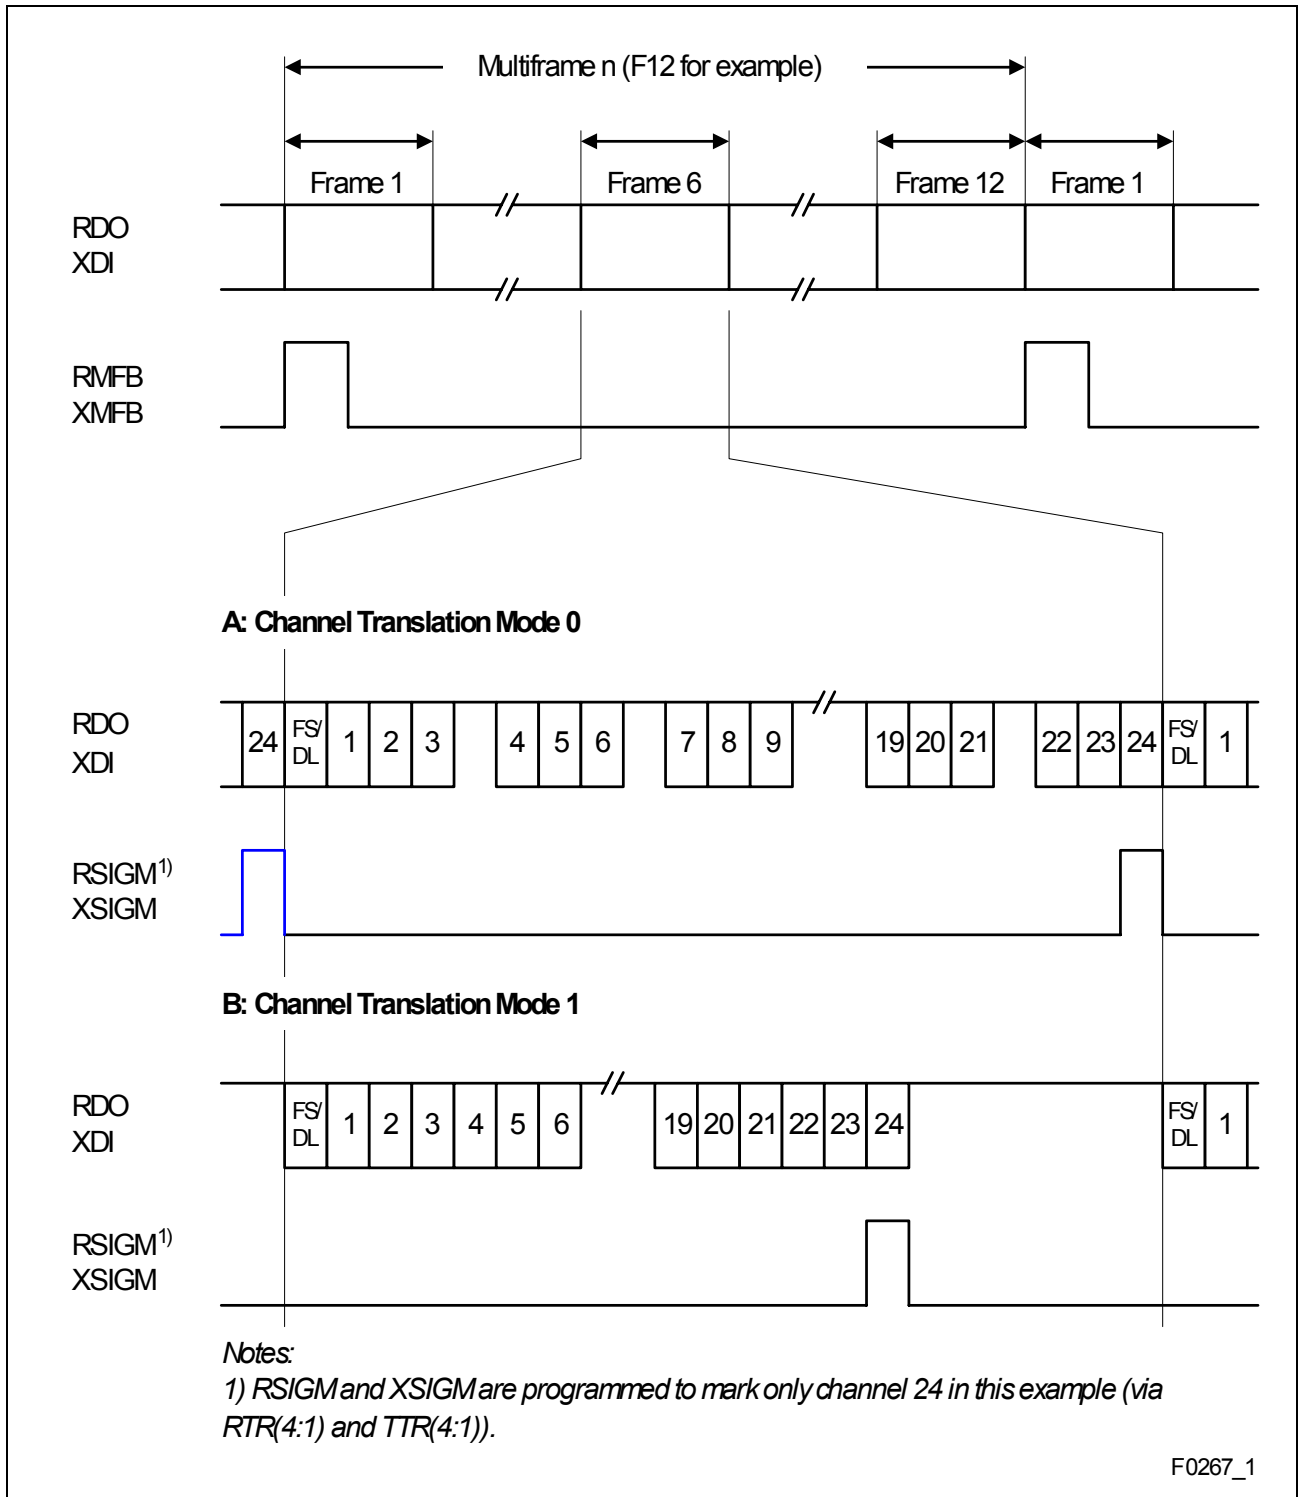 Multiframe n (F12 for example)
Frame 1 Frame 6 Frame 12 Frame 1
RDO
XDI
RMFB
XMFB
A: Channel Translation Mode 0
RDO
XDI
24 FS/DL 1 2 3 4 5 6 7 8 9 19 20 21 22 23 24 FS/DL 1
RSIGM1)
XSIGM
B: Channel Translation Mode 1
RDO
XDI
FS/DL 1 2 3 4 5 6 19 20 21 22 23 24 FS/DL 1
RSIGM1)
XSIGM
Notes:
1) RSIGM and XSIGM are programmed to mark only channel 24 in this example (via
RTR(4:1) and TTR(4:1)).
F0267_1